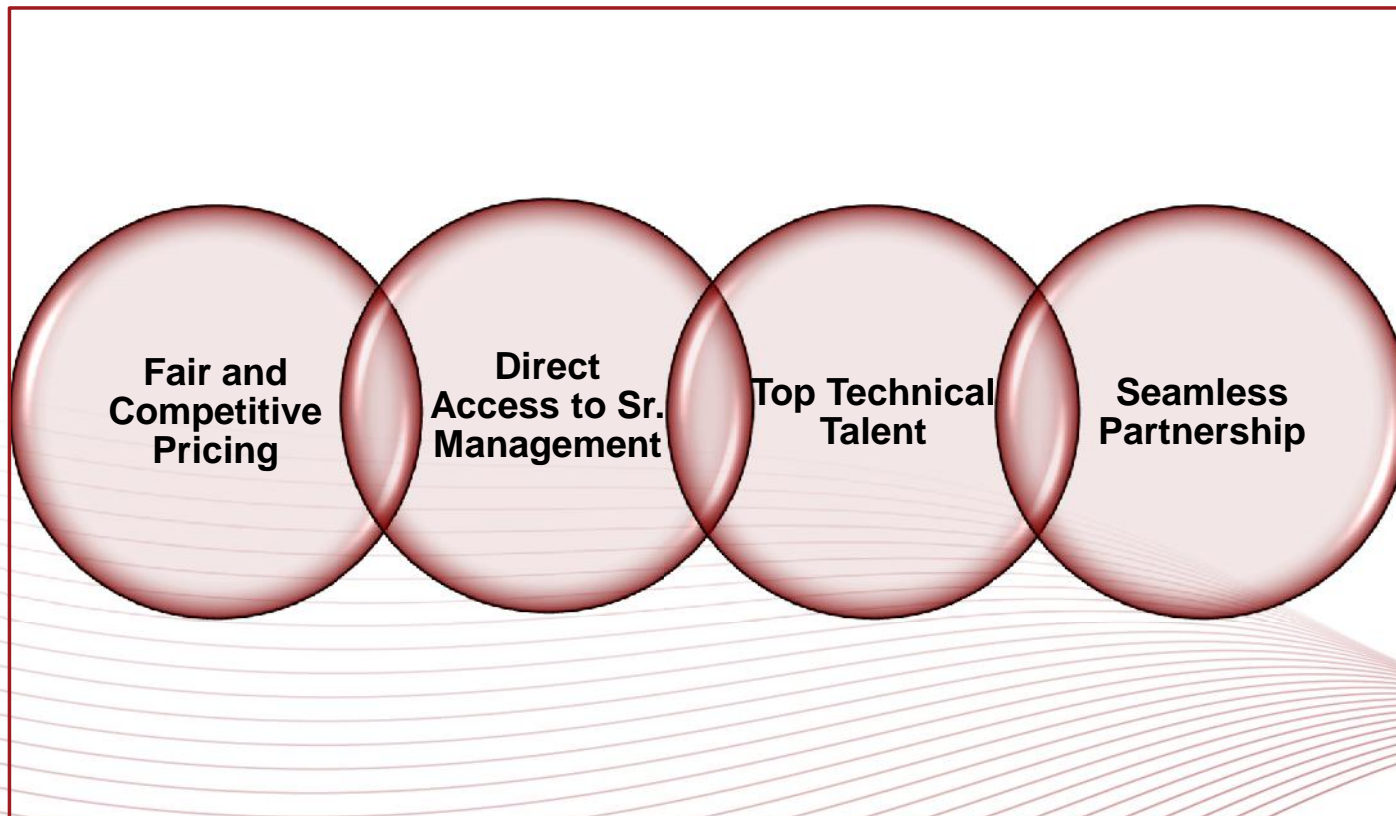 Fair and
Competitive
Pricing
Direct
Access to Sr.
Management
Top Technical
Talent
Seamless
Partnership